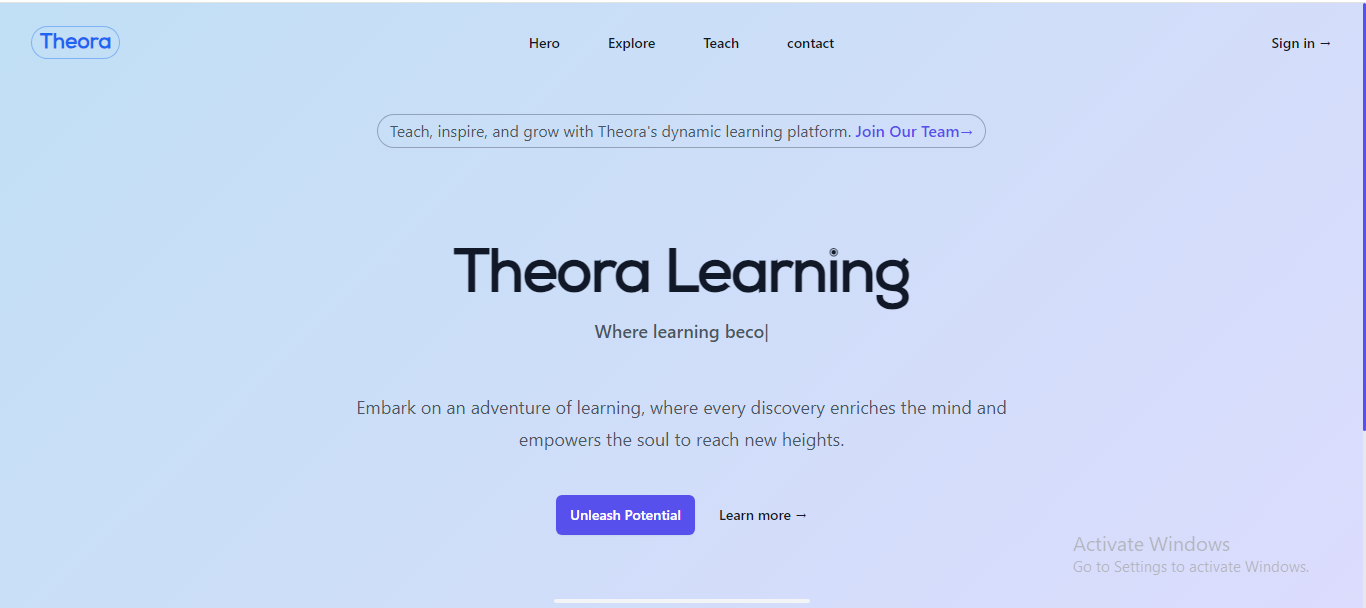 Theora
Hero Explore Teach contact
Sign in →
Teach, inspire, and grow with Theora's dynamic learning platform. Join Our Team→
Theora Learning
Where learning beco|
Embark on an adventure of learning, where every discovery enriches the mind and
empowers the soul to reach new heights.
Unleash Potential
Learn more →
Activate Windows
Go to Settings to activate Windows.